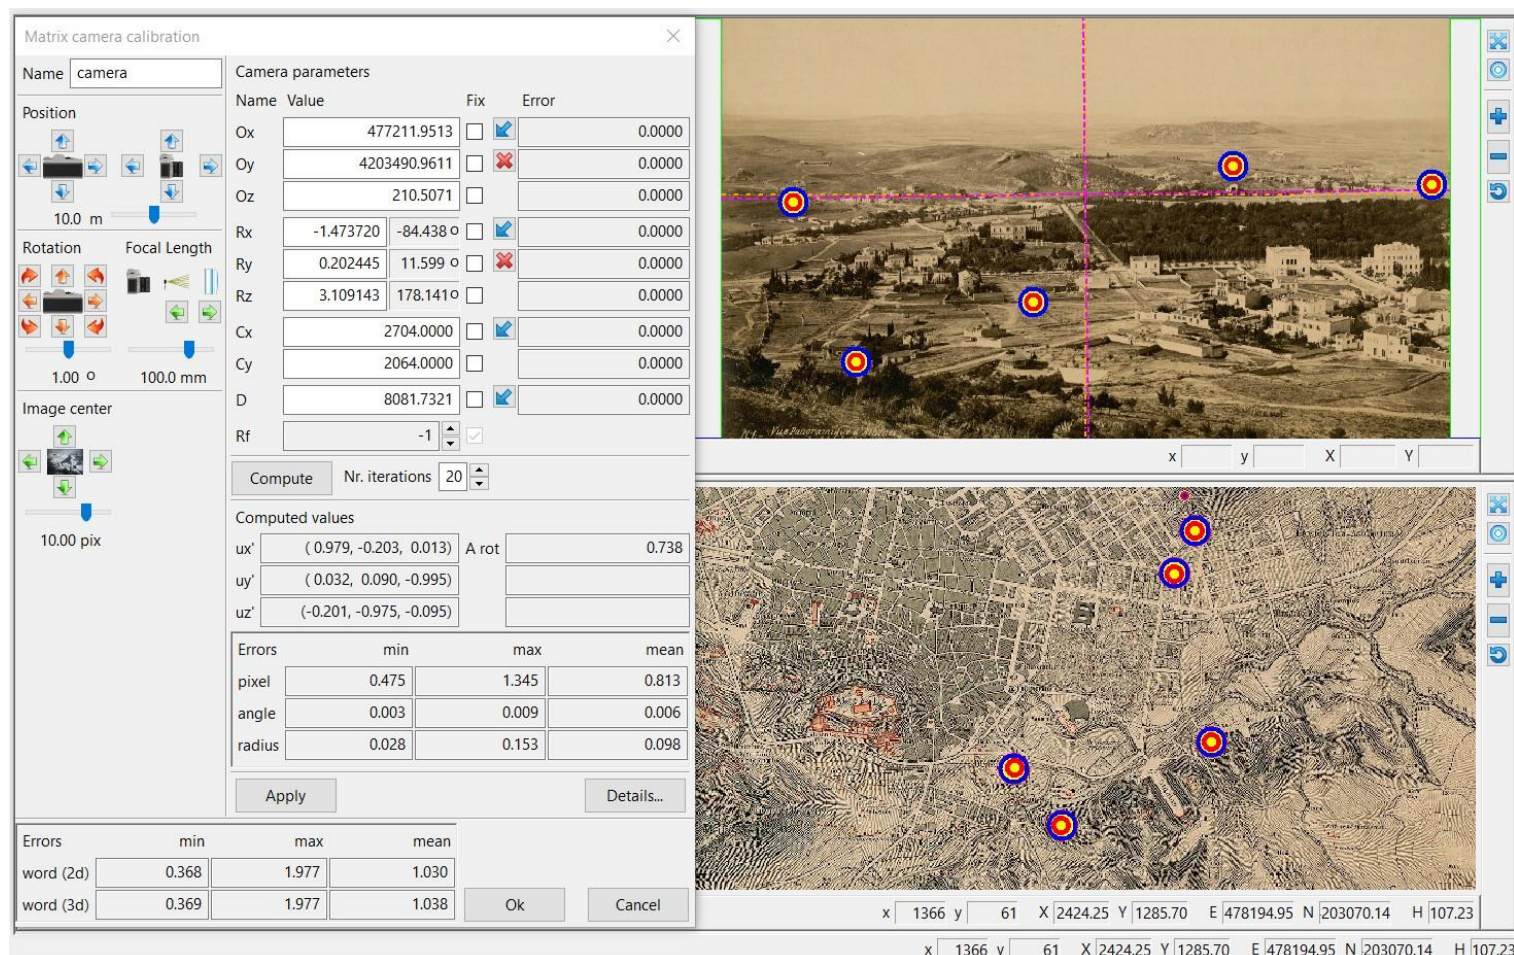 Matrix camera calibration
Name camera
Camera parameters
Name Value Fix Error
Position
Ox 477211.9513 0.0000
Oy 4203490.9611 0.0000
Oz 210.5071 0.0000
10.0 m
Rx -1.473720 -84.438 o 0.0000
Rotation Focal Length
Ry 0.202445 11.599 o 0.0000
Rz 3.109143 178.141 o 0.0000
Cx 2704.0000 0.0000
Cy 2064.0000 0.0000
1.00 o 100.0 mm
D 8081.7321 0.0000
Image center
Rf -1
Compute Nr. iterations 20
Computed values
10.00 pix
ux' ( 0.979, -0.203, 0.013) A rot 0.738
uy' ( 0.032, 0.090, -0.995)
uz' (-0.201, -0.975, -0.095)
Errors min max mean
pixel 0.475 1.345 0.813
angle 0.003 0.009 0.006
radius 0.028 0.153 0.098
Apply Details...
Errors min max mean
word (2d) 0.368 1.977 1.030
word (3d) 0.369 1.977 1.038
Ok Cancel
Vue Panoramique
x y X Y
x 1366 y 61 X 2424.25 Y 1285.70 E 478194.95 N 203070.14 H 107.23
x 1366 y 61 X 2424.25 Y 1285.70 E 478194.95 N 203070.14 H 107.23